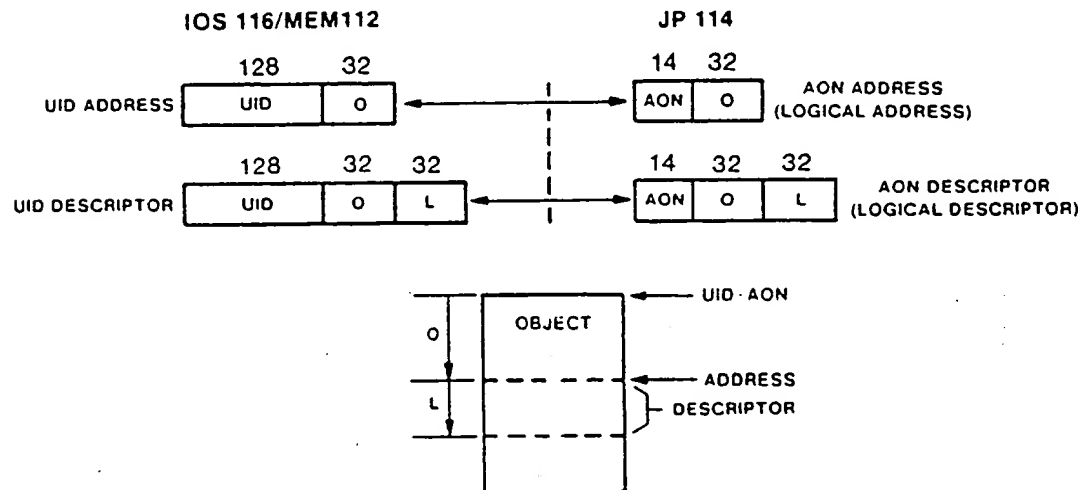 IOS 116/MEM112 JP 114
128 32 14 32
UID ADDRESS UID O AON O AON ADDRESS
(LOGICAL ADDRESS)
128 32 32 14 32 32
UID DESCRIPTOR UID O L AON O L AON DESCRIPTOR
(LOGICAL DESCRIPTOR)
UID·AON
OBJECT
O
ADDRESS
L
DESCRIPTOR